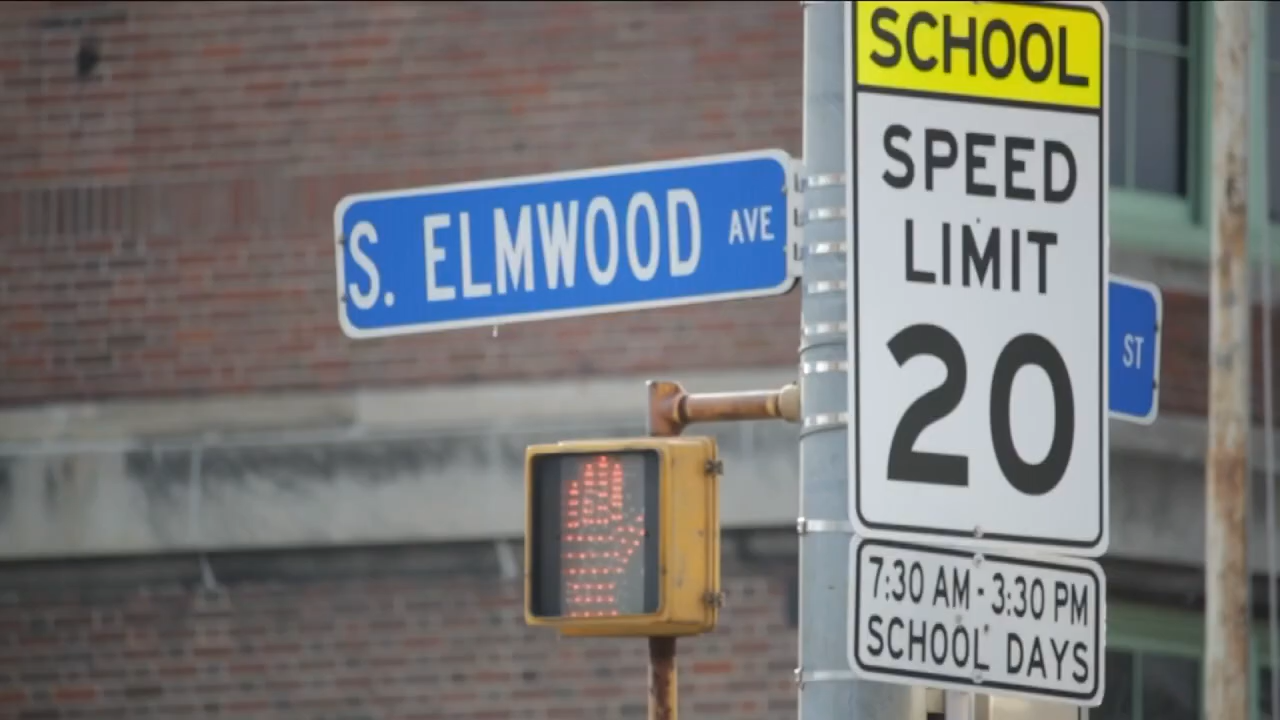 S. ELMWOOD AVE
SCHOOL
SPEED
LIMIT
20
ST
7:30 AM - 3:30 PM
SCHOOL DAYS